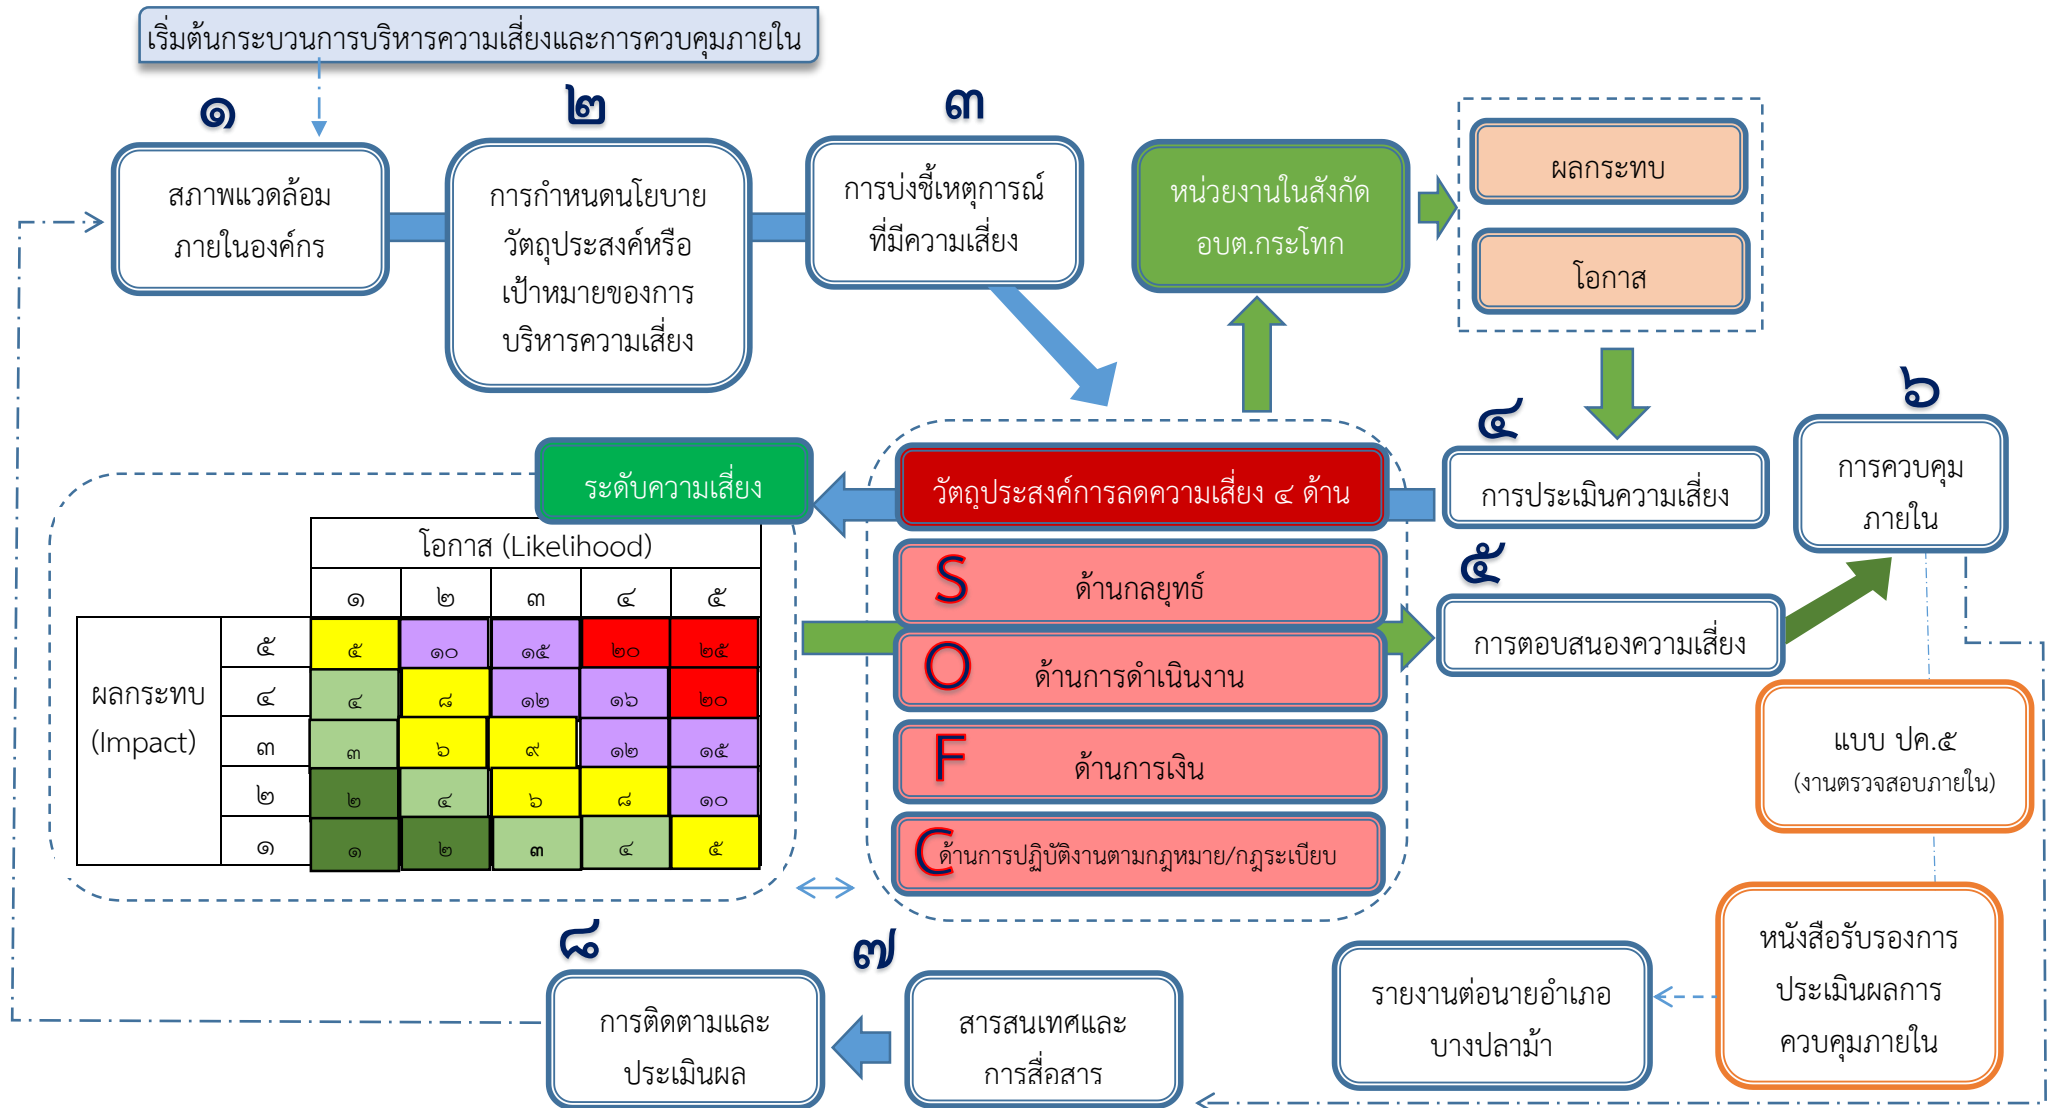 เริ่มต้นกระบวนการบริหารความเสี่ยงและการควบคุมภายใน
๑
สภาพแวดล้อม
ภายในองค์กร
๒
การกำหนดนโยบาย
วัตถุประสงค์หรือ
เป้าหมายของการ
บริหารความเสี่ยง
๓
การบ่งชี้เหตุการณ์
ที่มีความเสี่ยง
หน่วยงานในสังกัด
อบต.กระโทก
ผลกระทบ
โอกาส
๔
การประเมินความเสี่ยง
๖
การควบคุม
ภายใน
ระดับความเสี่ยง
วัตถุประสงค์การลดความเสี่ยง ๔ ด้าน
S ด้านกลยุทธ์
O ด้านการดำเนินงาน
F ด้านการเงิน
C ด้านการปฏิบัติงานตามกฎหมาย/กฎระเบียบ
๕
การตอบสนองความเสี่ยง
โอกาส (Likelihood)
๑ ๒ ๓ ๔ ๕
ผลกระทบ
(Impact)
๕ ๕ ๑๐ ๑๕ ๒๐ ๒๕
๔ ๔ ๘ ๑๒ ๑๖ ๒๐
๓ ๓ ๖ ๙ ๑๒ ๑๕
๒ ๒ ๔ ๖ ๘ ๑๐
๑ ๑ ๒ ๓ ๔ ๕
แบบ ปค.๕
(งานตรวจสอบภายใน)
หนังสือรับรองการ
ประเมินผลการ
ควบคุมภายใน
รายงานต่อนายอำเภอ
บางปลาม้า
๗
สารสนเทศและ
การสื่อสาร
๘
การติดตามและ
ประเมินผล